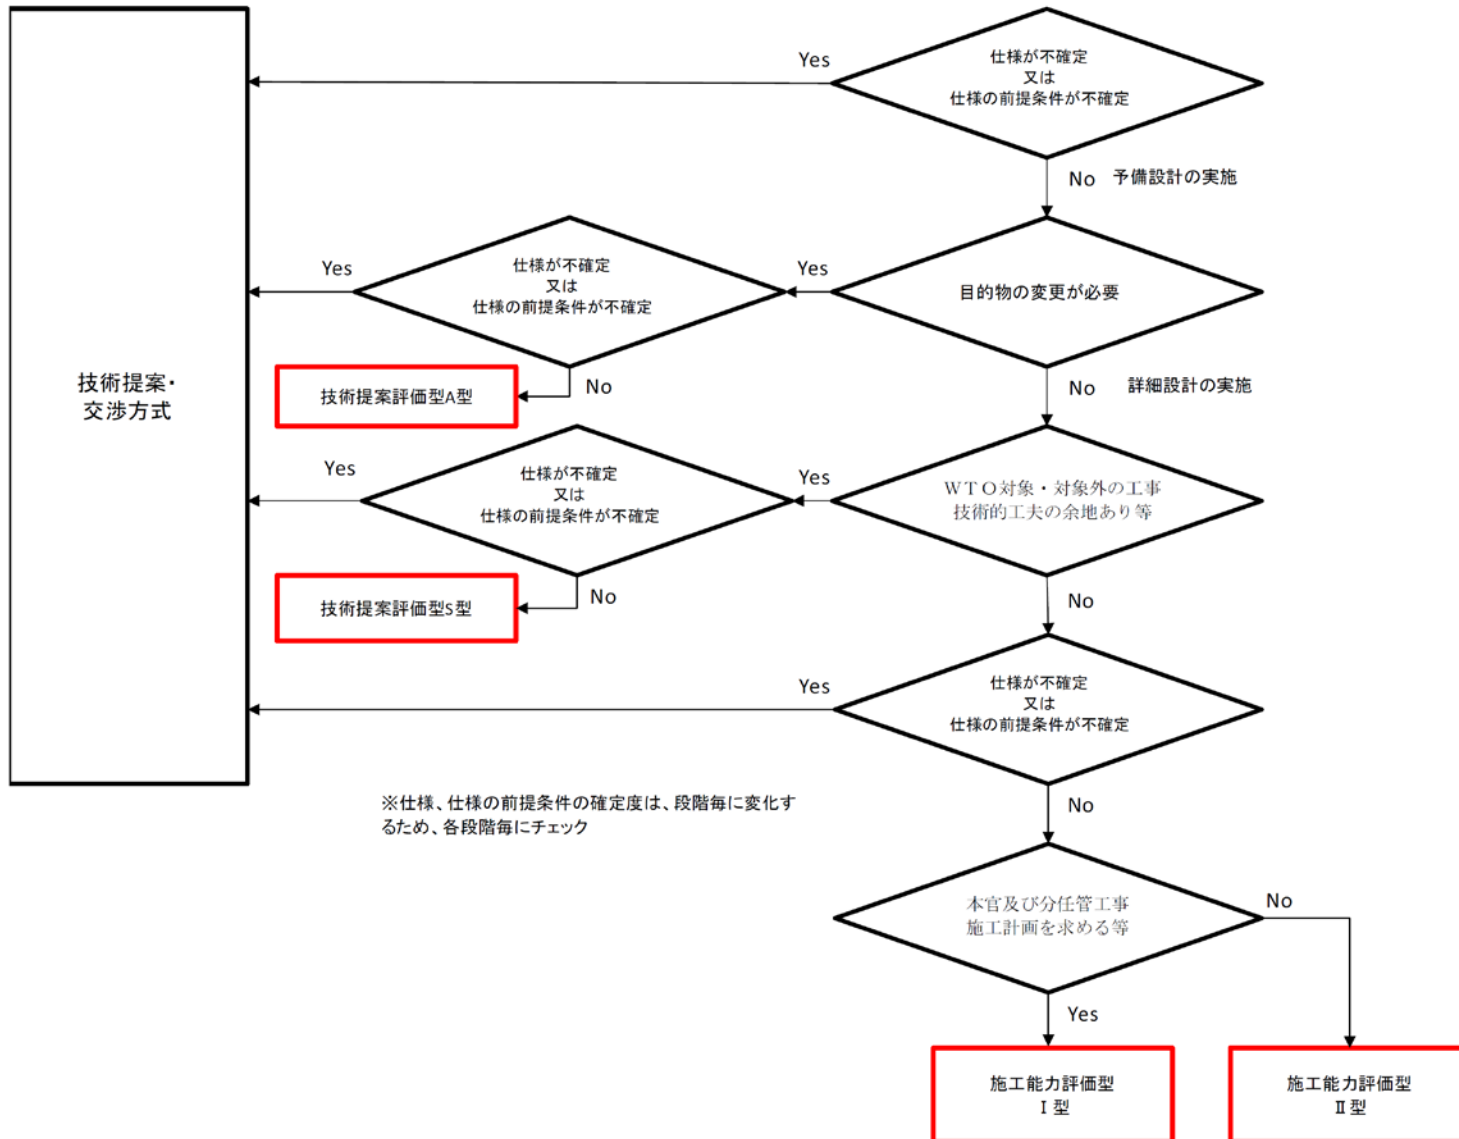 仕様が不確定
又は
仕様の前提条件が不確定
Yes
No 予備設計の実施
目的物の変更が必要
Yes
仕様が不確定
又は
仕様の前提条件が不確定
Yes
No
技術提案評価型A型
No 詳細設計の実施
技術提案・
交渉方式
WTO対象・対象外の工事
技術的工夫の余地あり等
Yes
仕様が不確定
又は
仕様の前提条件が不確定
Yes
No
技術提案評価型S型
No
仕様が不確定
又は
仕様の前提条件が不確定
Yes
No
※仕様、仕様の前提条件の確定度は、段階毎に変化す
るため、各段階毎にチェック
本官及び分任管工事
施工計画を求める等
No
Yes
施工能力評価型
Ⅰ型
施工能力評価型
Ⅱ型